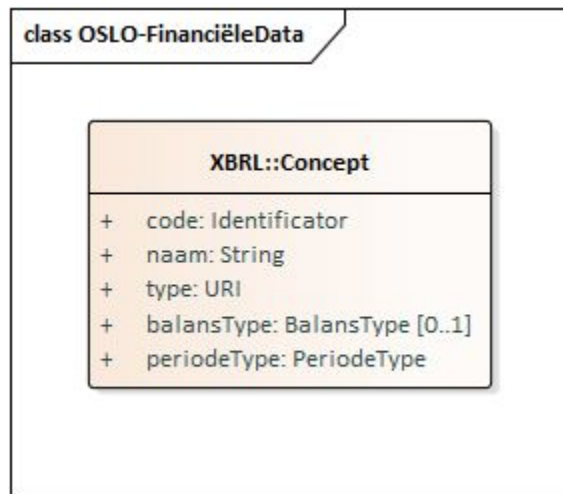 class OSLO-FinanciëleData
XBRL::Concept
+ code: Identificator
+ naam: String
+ type: URI
+ balansType: BalansType [0..1]
+ periodeType: PeriodeType